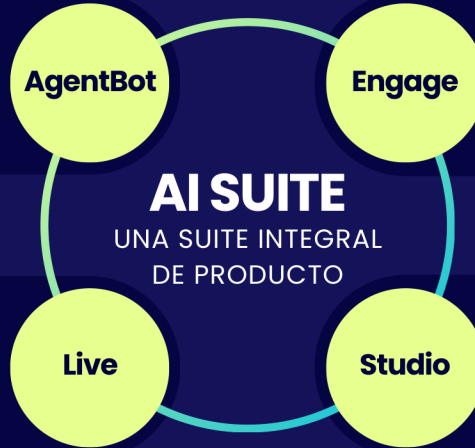 AgentBot
Engage
AI SUITE
UNA SUITE INTEGRAL
DE PRODUCTO
Live
Studio